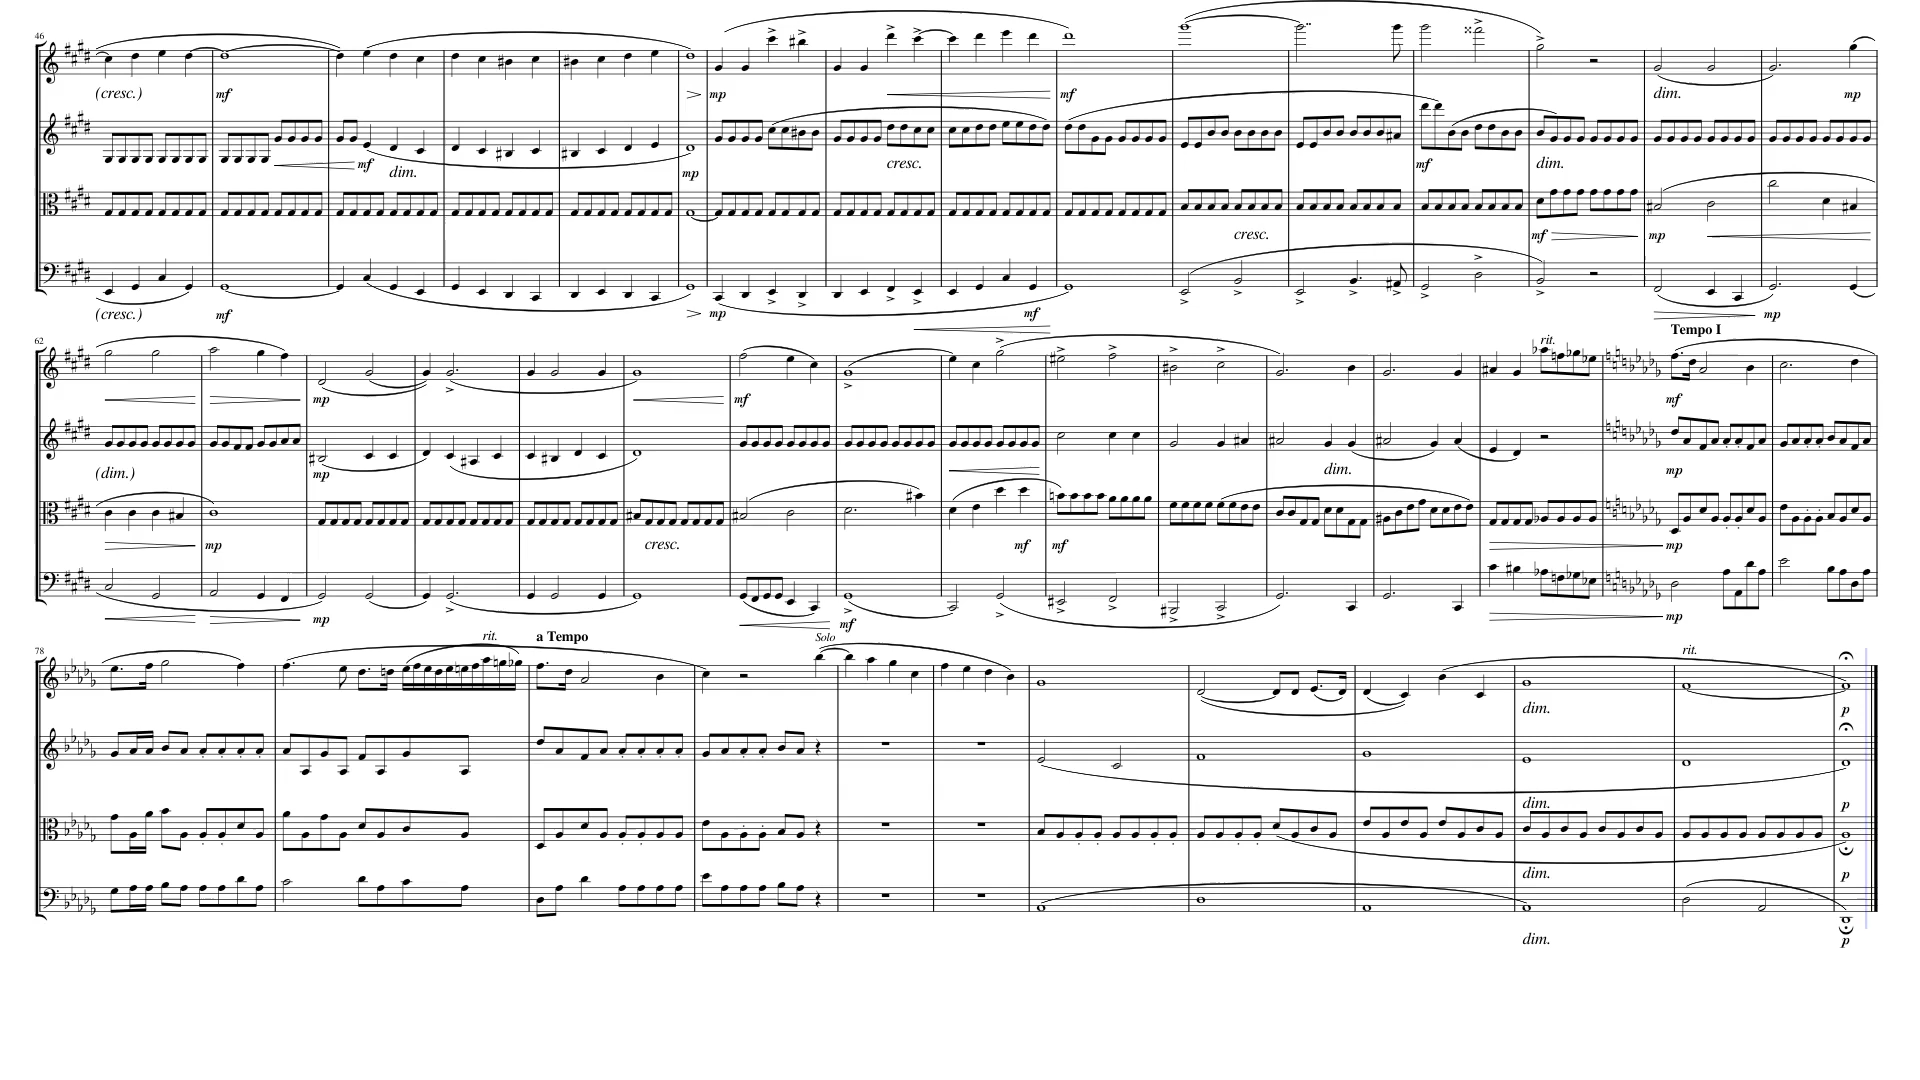 46
(cresc.) mf > mp mf dim. mp
mf dim. mp cresc. mf dim.
cresc. mf mp
(cresc.) mf mp mf mp
62 Tempo I
rit.
mp mf mf
(dim.) mp dim. mp
mp cresc. mf mf mp
mp mf mp
78 rit. a Tempo Solo rit.
dim. p
dim. p
dim. p
dim. p